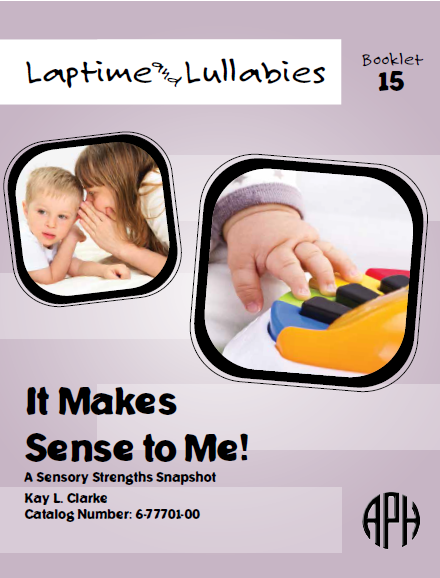 Laptime and Lullabies
Booklet
15
It Makes
Sense to Me!
A Sensory Strengths Snapshot
Kay L. Clarke
Catalog Number: 6-77701-00
APH